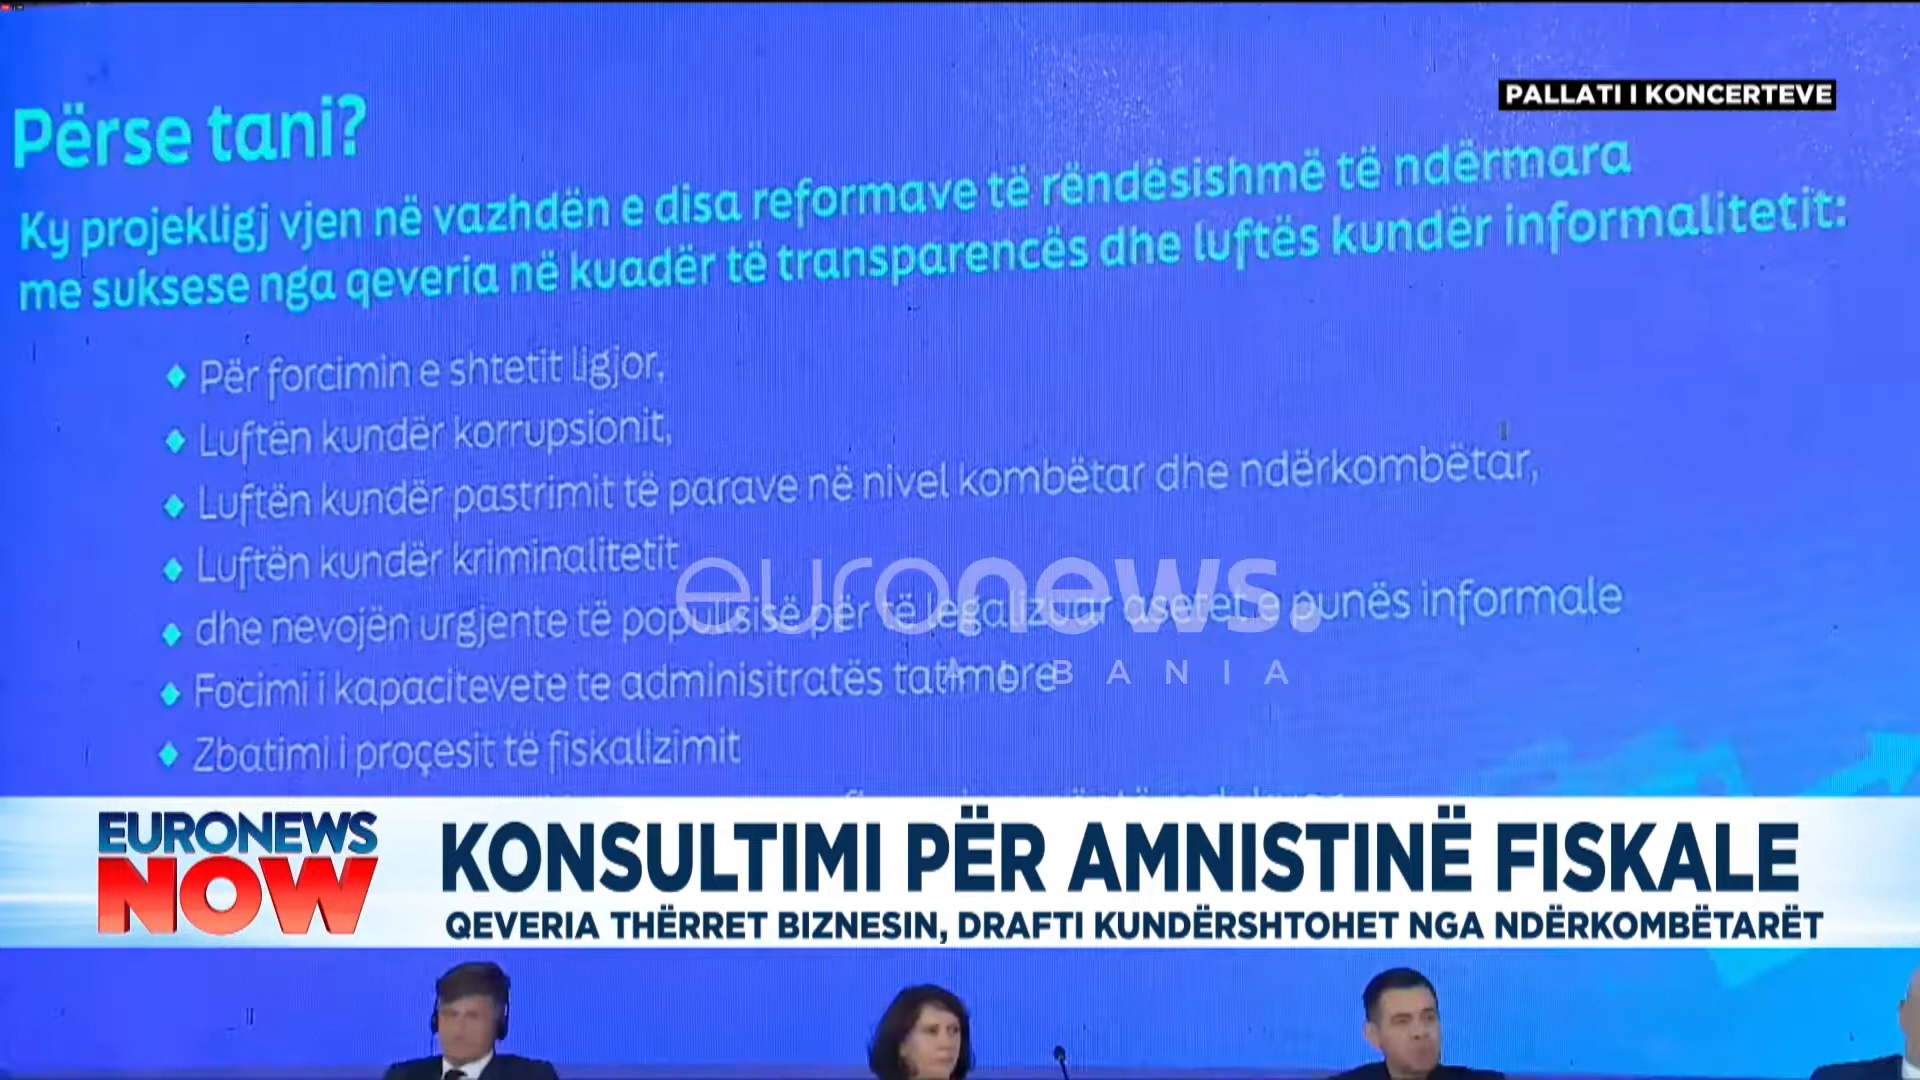 PALLATI I KONCERTEVE
Përse tani?
Ky projekligj vjen në vazhdën e disa reformave të rëndësishmë të ndërmara
me suksese nga qeveria në kuadër të transparencës dhe luftës kundër informalitetit:
Për forcimin e shtetit ligjor,
Luftën kundër korrupsionit,
Luftën kundër pastrimit të parave në nivel kombëtar dhe ndërkombëtar,
Luftën kundër kriminalitetit
dhe nevojën urgjente të popullsisë për të legalizuar asetet e punës informale
Focimi i kapacitevete te adminisitratës tatimore
Zbatimi i proçesit të fiskalizimit
euronews.
ALBANIA
EURONEWS
NOW
KONSULTIMI PËR AMNISTINË FISKALE
QEVERIA THËRRET BIZNESIN, DRAFTI KUNDËRSHTOHET NGA NDËRKOMBËTARËT